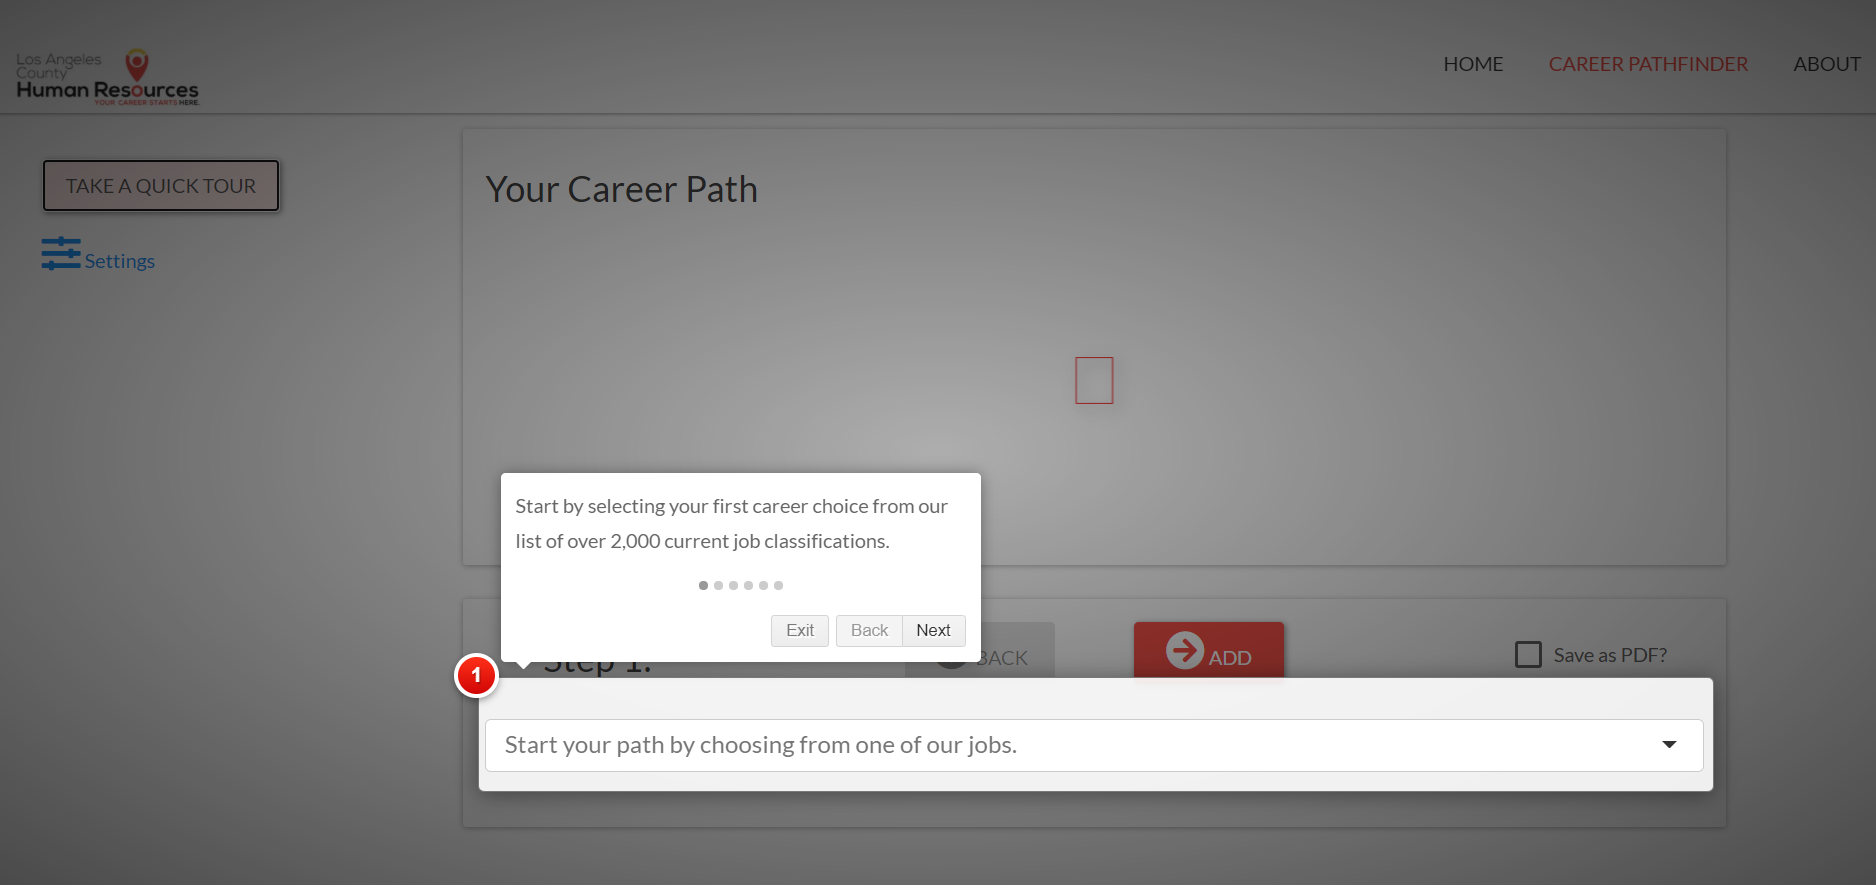 Los Angeles
County
Human Resources
YOUR CAREER STARTS HERE.
HOME
CAREER PATHFINDER
ABOUT
TAKE A QUICK TOUR
Settings
Your Career Path
Start by selecting your first career choice from our
list of over 2,000 current job classifications.
Exit
Back
Next
Step 1:
BACK
ADD
Save as PDF?
1
Start your path by choosing from one of our jobs.